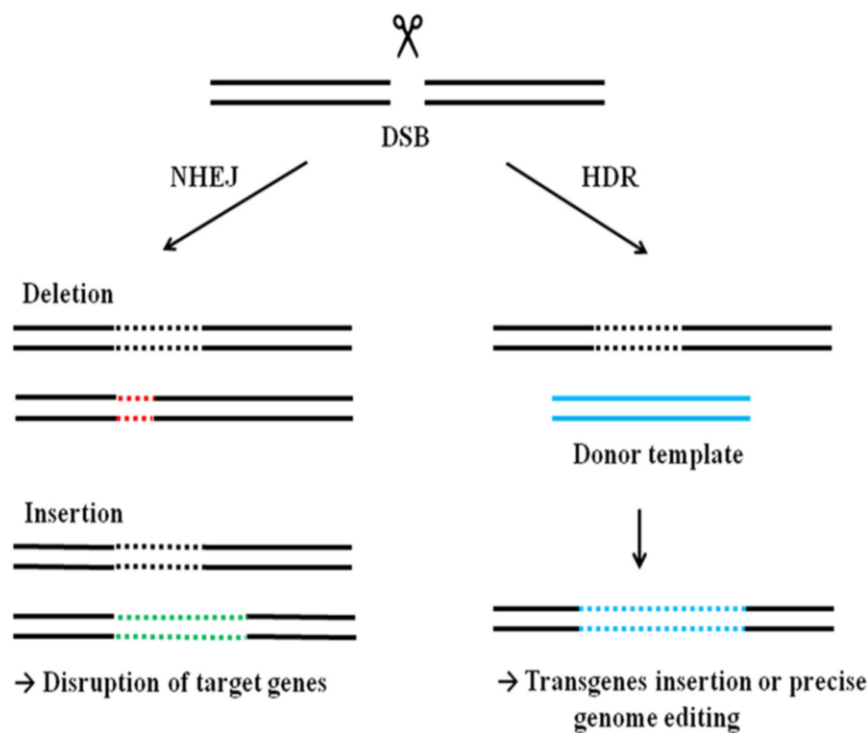 DSB
NHEJ
HDR
Deletion
Insertion
→ Disruption of target genes
Donor template
→ Transgenes insertion or precise
genome editing